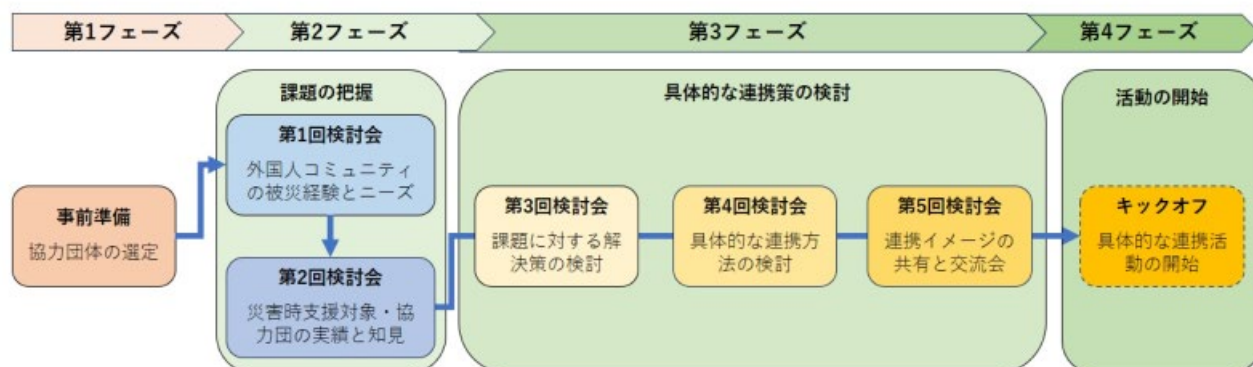 第1フェーズ
第2フェーズ
第3フェーズ
第4フェーズ
事前準備
協力団体の選定
課題の把握
第1回検討会
外国人コミュニティ
の被災経験とニーズ
第2回検討会
災害時支援対象・協
力団の実績と知見
具体的な連携策の検討
第3回検討会
課題に対する解
決策の検討
第4回検討会
具体的な連携方
法の検討
第5回検討会
連携イメージの
共有と交流会
活動の開始
キックオフ
具体的な連携活
動の開始